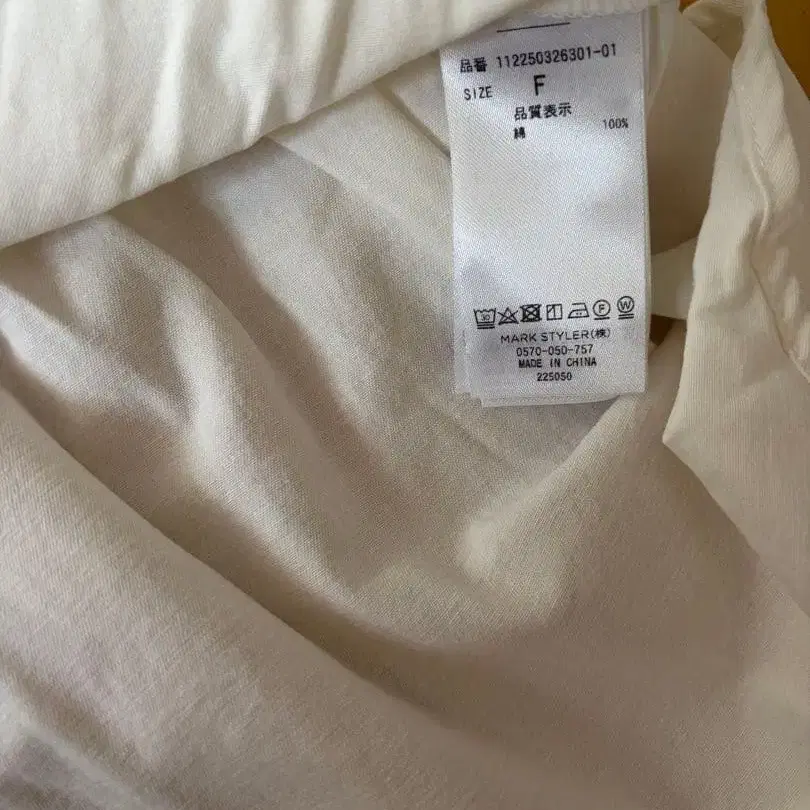 品番 112250326301-01
SIZE F
品質表示
綿 100%
30 F W
MARK STYLER(株)
0570-050-757
MADE IN CHINA
225050